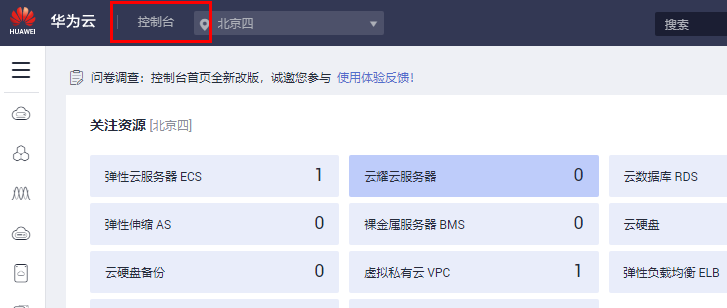 HUAWEI 华为云 控制台 北京四 搜索
问卷调查：控制台首页全新改版，诚邀您参与 使用体验反馈！
关注资源 [北京四]
弹性云服务器 ECS 1 云耀云服务器 0 云数据库 RDS
弹性伸缩 AS 0 裸金属服务器 BMS 0 云硬盘
云硬盘备份 0 虚拟私有云 VPC 1 弹性负载均衡 ELB